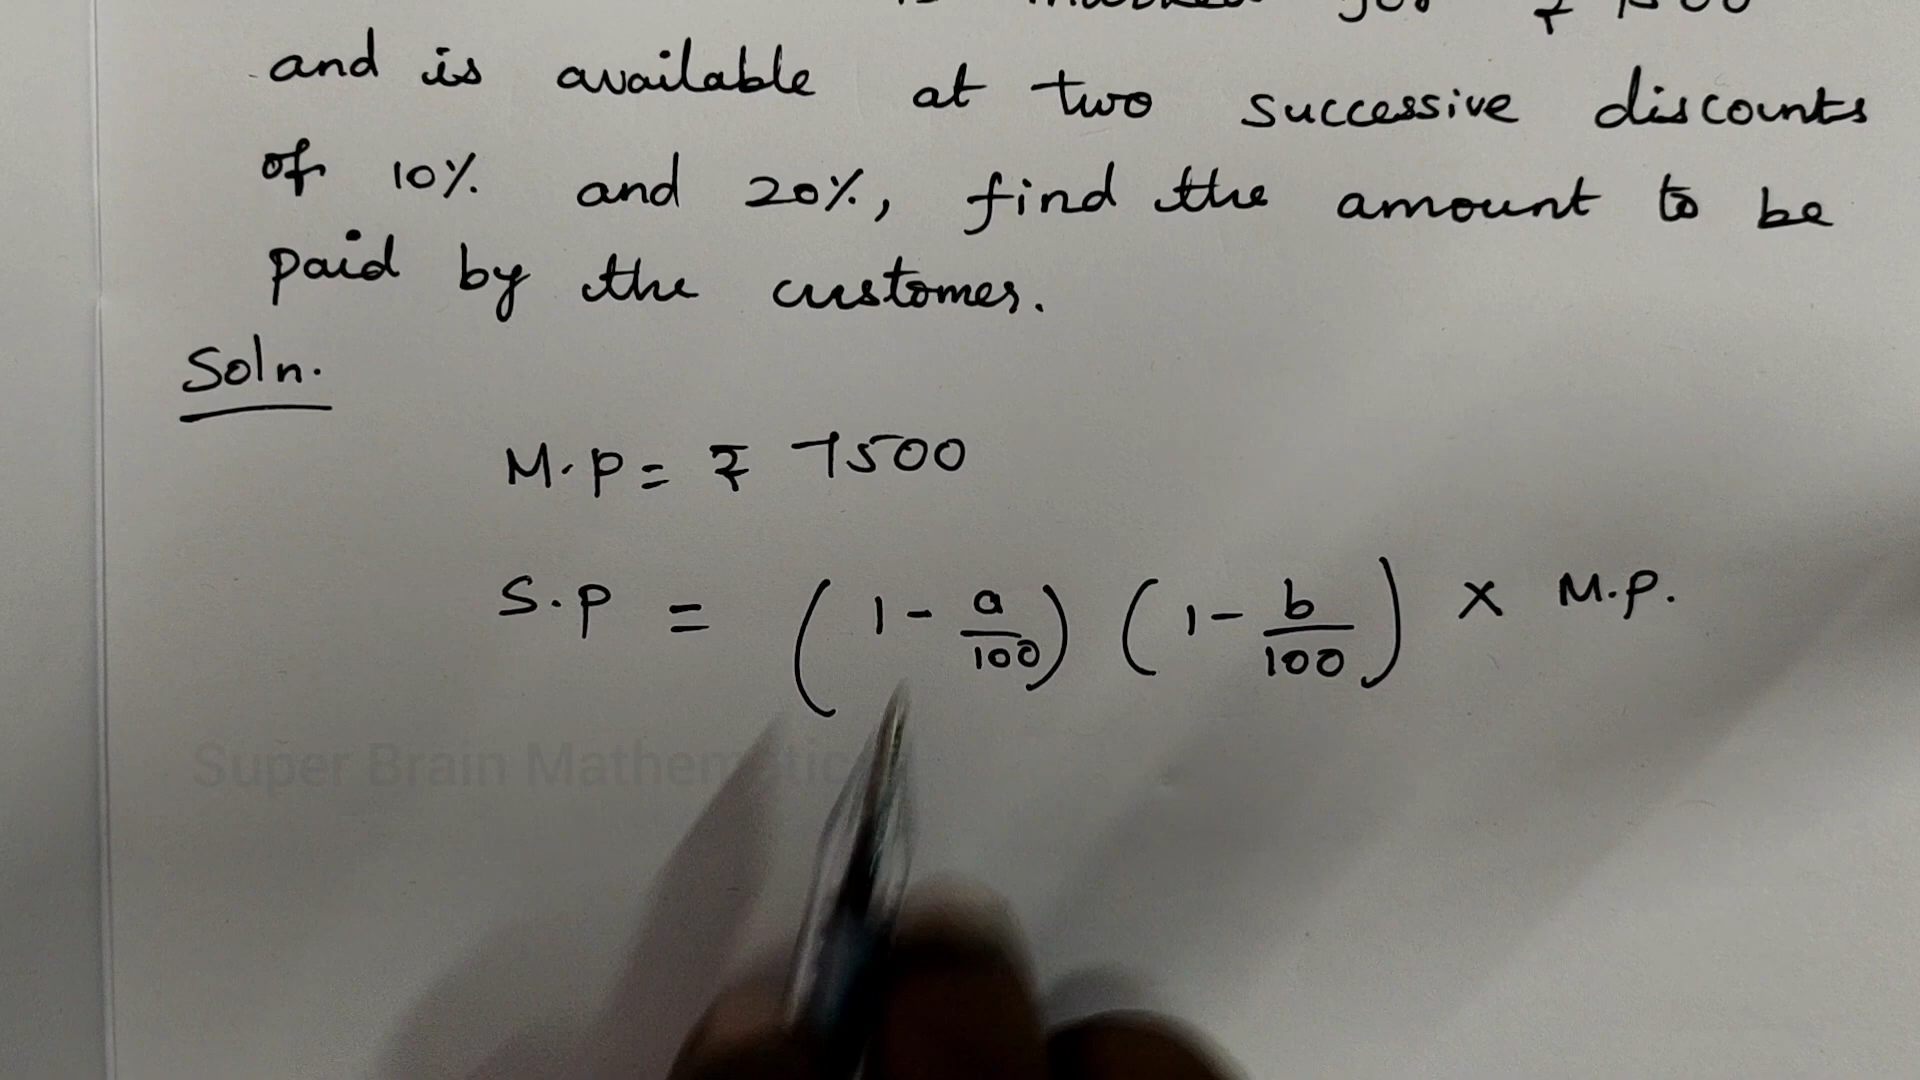 and is available at two successive discounts
of 10% and 20%, find the amount to be
paid by the customer.
Soln.
M.P = ₹ 7500
S.P = (1 - a/100) (1 - b/100) × M.P.
Super Brain Mathematic